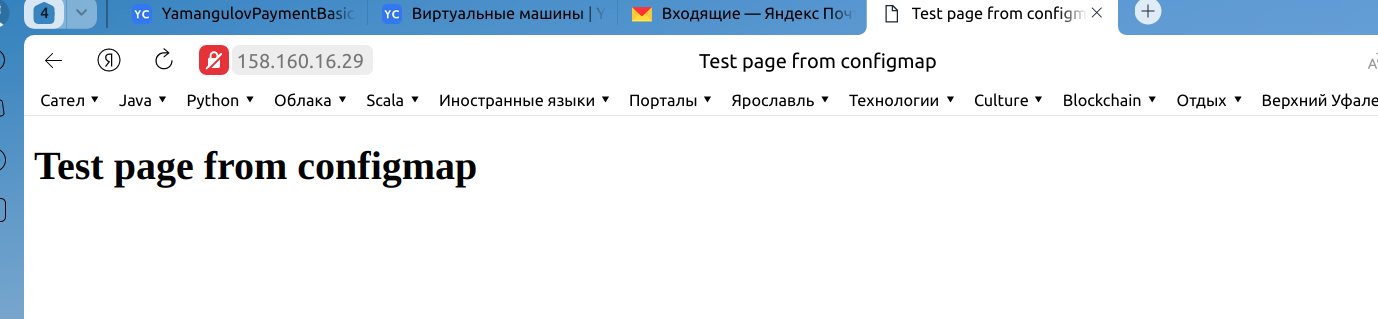 4 YC YamangulovPaymentBasic YC Виртуальные машины | Y Входящие — Яндекс Почт Test page from configm
Я 158.160.16.29 Test page from configmap
Сател Java Python Облака Scala Иностранные языки Порталы Ярославль Технологии Culture Blockchain Отдых Верхний Уфале
Test page from configmap